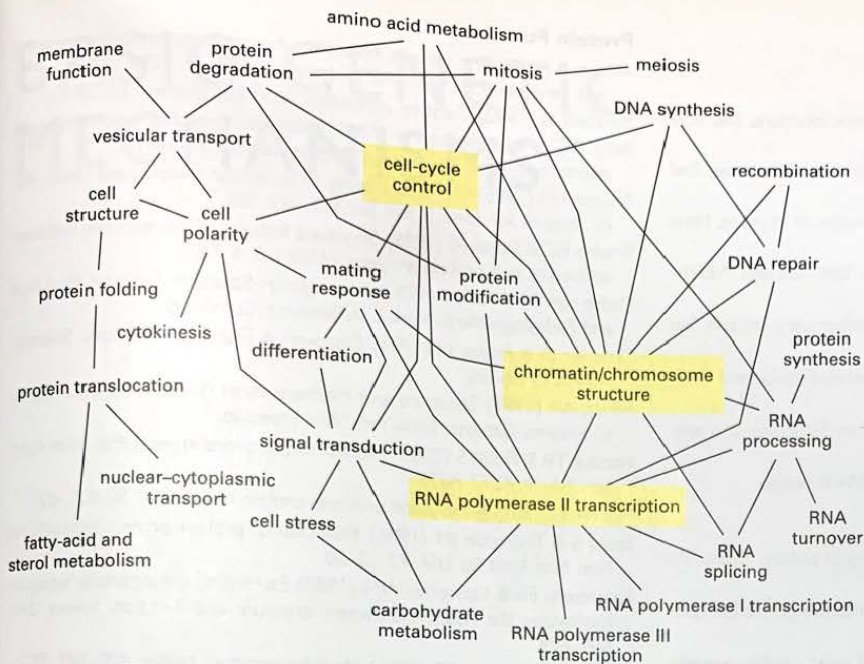 Protein
amino acid metabolism
membrane
function
protein
degradation
mitosis
meiosis
DNA synthesis
vesicular transport
cell-cycle
control
recombination
cell
structure
cell
polarity
mating
response
protein
modification
DNA repair
protein folding
cytokinesis
differentiation
chromatin/chromosome
structure
protein
synthesis
protein translocation
signal transduction
RNA
processing
nuclear–cytoplasmic
transport
cell stress
RNA polymerase II transcription
RNA
turnover
fatty-acid and
sterol metabolism
RNA
splicing
carbohydrate
metabolism
RNA polymerase III
transcription
RNA polymerase I transcription